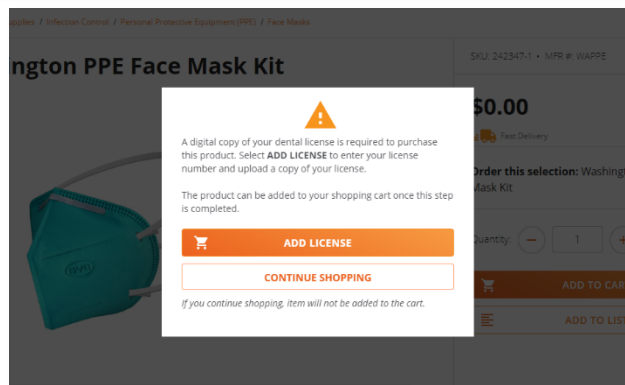 upplies / Infection Control / Personal Protective Equipment (PPE) / Face Masks
ngton PPE Face Mask Kit
SKU: 242347-1 • MFR #: WAPPE
$0.00
Fast Delivery
Order this selection: Washingt
Mask Kit
Quantity: − 1 +
ADD TO CAR
ADD TO LIST
A digital copy of your dental license is required to purchase
this product. Select ADD LICENSE to enter your license
number and upload a copy of your license.
The product can be added to your shopping cart once this step
is completed.
ADD LICENSE
CONTINUE SHOPPING
If you continue shopping, item will not be added to the cart.